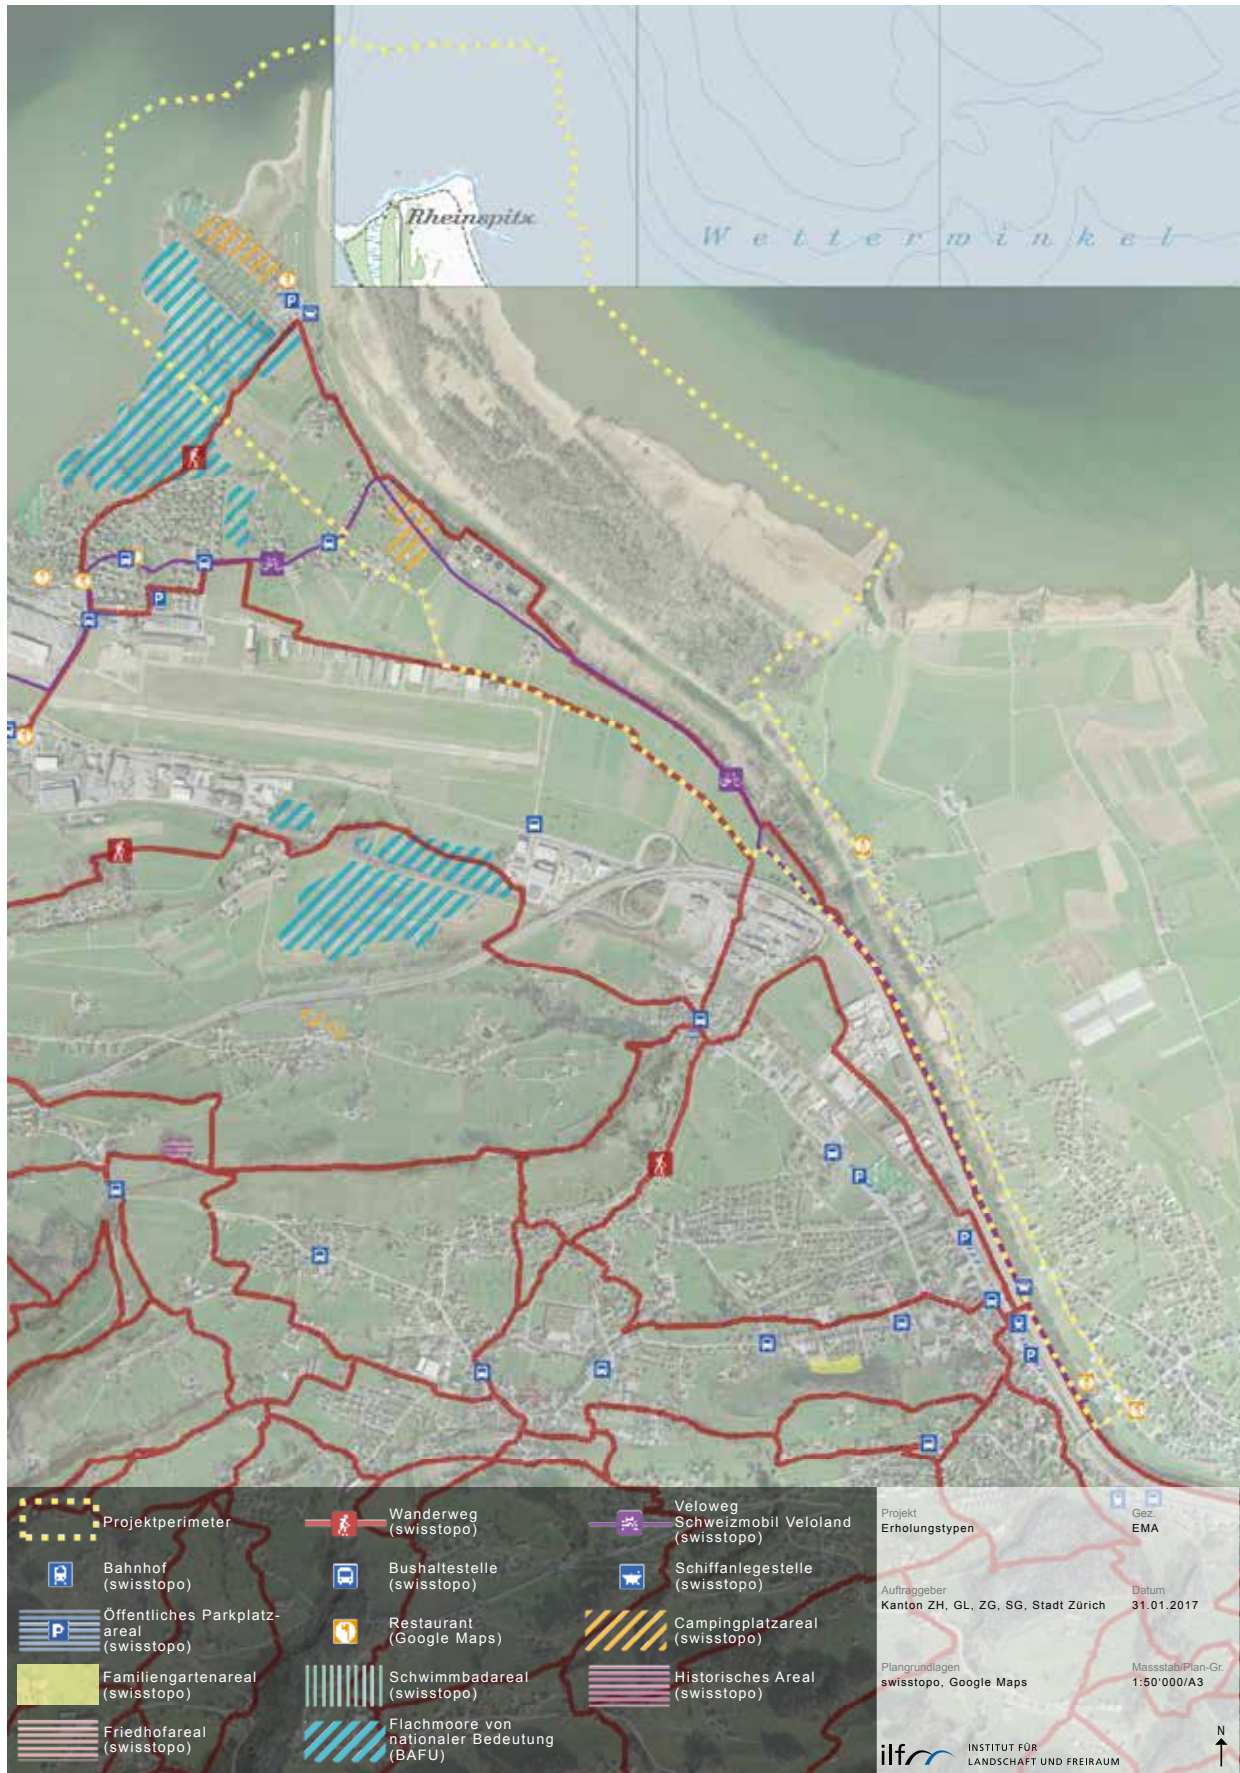 Rheinspitz
Wetterwinkel
P
P
P
P
P
Projektperimeter
Bahnhof
(swisstopo)
P
Öffentliches Parkplatz-
areal
(swisstopo)
Familiengartenareal
(swisstopo)
Friedhofareal
(swisstopo)
Wanderweg
(swisstopo)
Bushaltestelle
(swisstopo)
Restaurant
(Google Maps)
Schwimmbadareal
(swisstopo)
Flachmoore von
nationaler Bedeutung
(BAFU)
Veloweg
Schweizmobil Veloland
(swisstopo)
Schiffanlegestelle
(swisstopo)
Campingplatzareal
(swisstopo)
Historisches Areal
(swisstopo)
Projekt
Erholungstypen
Gez.
EMA
Auftraggeber
Kanton ZH, GL, ZG, SG, Stadt Zürich
Datum
31.01.2017
Plangrundlagen
swisstopo, Google Maps
Massstab/Plan-Gr.
1:50'000/A3
N
ilf
INSTITUT FÜR
LANDSCHAFT UND FREIRAUM